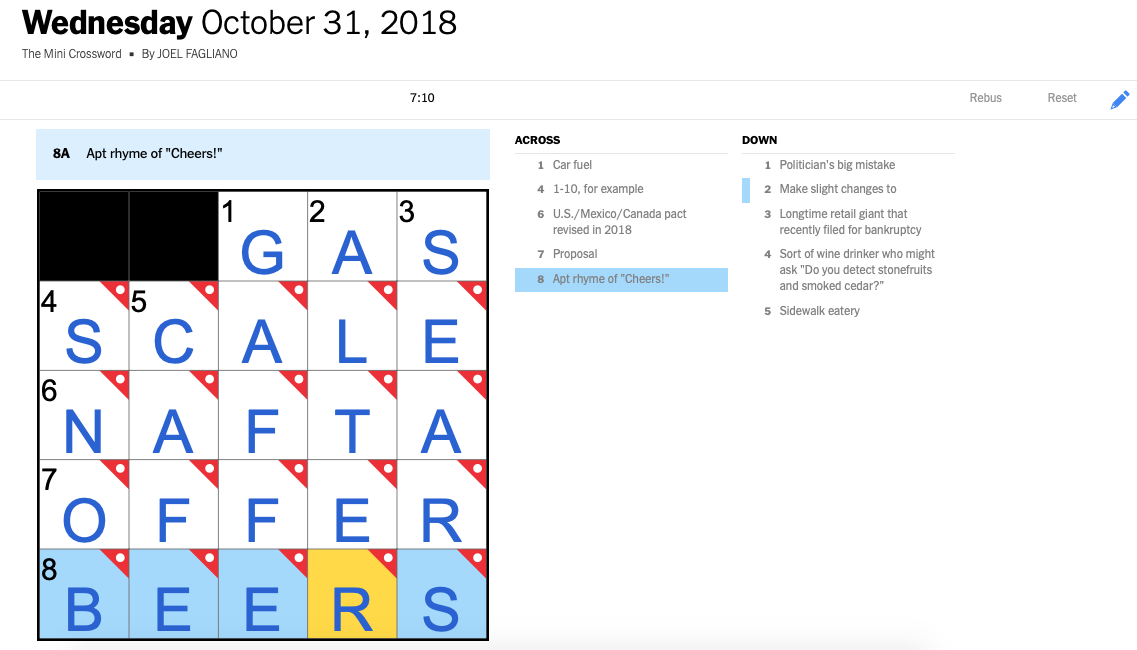 Wednesday October 31, 2018
The Mini Crossword ▪ By JOEL FAGLIANO
7:10
Rebus
Reset
8A Apt rhyme of "Cheers!"
1 2 3
G A S
4 5
S C A L E
6
N A F T A
7
O F F E R
8
B E E R S
ACROSS
1 Car fuel
4 1-10, for example
6 U.S./Mexico/Canada pact
revised in 2018
7 Proposal
8 Apt rhyme of "Cheers!"
DOWN
1 Politician's big mistake
2 Make slight changes to
3 Longtime retail giant that
recently filed for bankruptcy
4 Sort of wine drinker who might
ask "Do you detect stonefruits
and smoked cedar?"
5 Sidewalk eatery